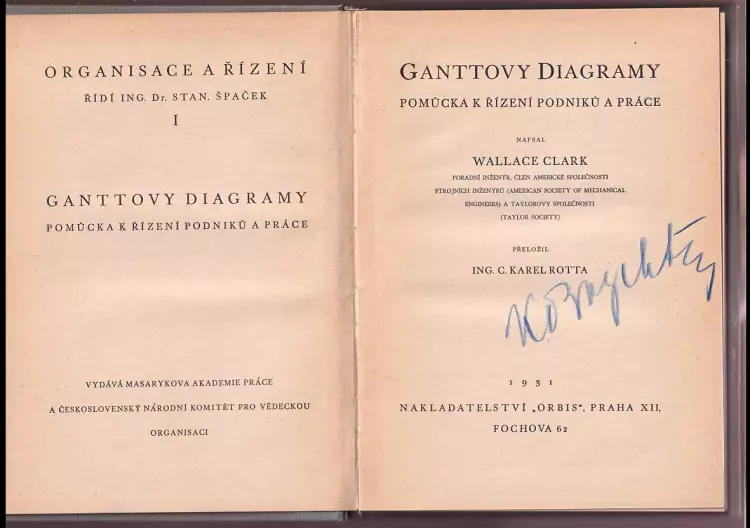 ORGANISACE A ŘÍZENÍ
ŘÍDÍ ING. Dr. STAN. ŠPAČEK
I
GANTTOVY DIAGRAMY
POMŮCKA K ŘÍZENÍ PODNIKŮ A PRÁCE
VYDÁVÁ MASARYKOVA AKADEMIE PRÁCE
A ČESKOSLOVENSKÝ NÁRODNÍ KOMITÉT PRO VĚDECKOU
ORGANISACI
GANTTOVY DIAGRAMY
POMŮCKA K ŘÍZENÍ PODNIKŮ A PRÁCE
NAPSAL
WALLACE CLARK
PORADNÍ INŽENÝR, ČLEN AMERICKÉ SPOLEČNOSTI
STROJNÍCH INŽENÝRŮ (AMERICAN SOCIETY OF MECHANICAL
ENGINEERS) A TAYLOROVY SPOLEČNOSTI
(TAYLOR SOCIETY)
PŘELOŽIL
ING. C. KAREL ROTTA
1931
NAKLADATELSTVÍ „ORBIS“, PRAHA XII,
FOCHOVA 62